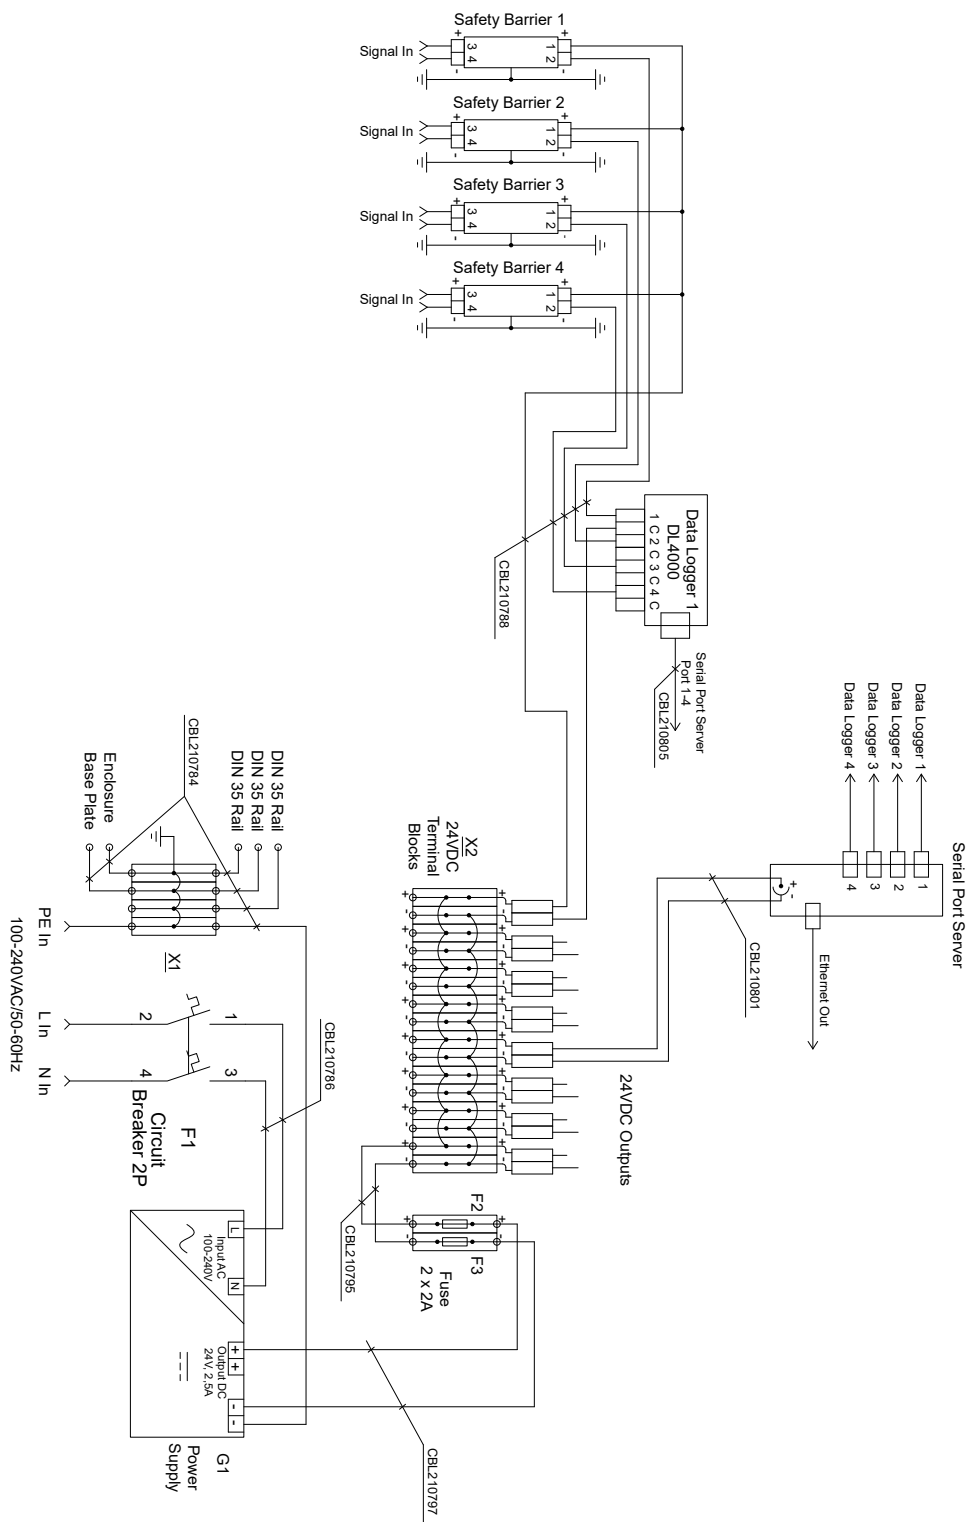 Safety Barrier 1
Signal In
+
3
4
-
+
1
2
-
Safety Barrier 2
Signal In
+
3
4
-
+
1
2
-
Safety Barrier 3
Signal In
+
3
4
-
+
1
2
-
Safety Barrier 4
Signal In
+
3
4
-
+
1
2
-
Data Logger 1
DL4000
1 C 2 C 3 C 4 C
CBL210788
Serial Port Server
Port 1-4
CBL210805
Serial Port Server
Data Logger 1
Data Logger 2
Data Logger 3
Data Logger 4
1
2
3
4
+
-
Ethernet Out
CBL210801
X2
24VDC
Terminal
Blocks
+ - + - + - + - + - + - + - + -
+ - + - + - + - + - + - + - + -
24VDC Outputs
CBL210784
DIN 35 Rail
DIN 35 Rail
DIN 35 Rail
Enclosure
Base Plate
X1
PE In
L In
N In
100-240VAC/50-60Hz
1
2
3
4
F1
Circuit
Breaker 2P
CBL210786
CBL210795
F2
F3
+
-
+
-
Fuse
2 x 2A
CBL210797
L
N
Input AC
100-240V
+
+
-
-
Output DC
24V, 2,5A
G1
Power
Supply